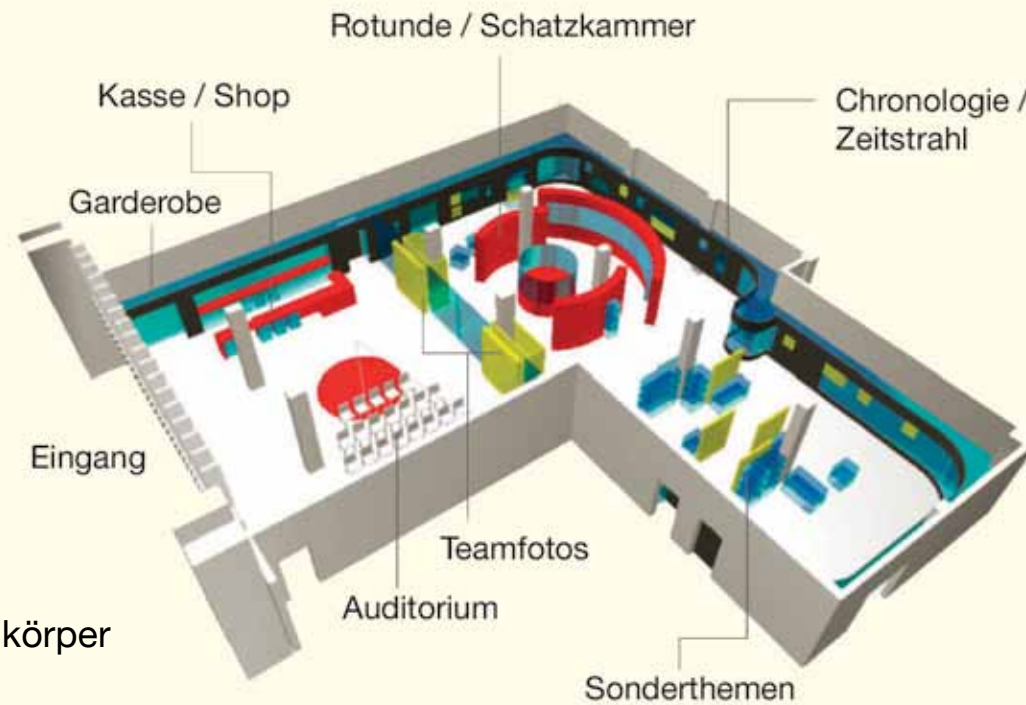 Rotunde / Schatzkammer
Kasse / Shop
Chronologie /
Zeitstrahl
Garderobe
Eingang
Teamfotos
Auditorium
körper
Sonderthemen